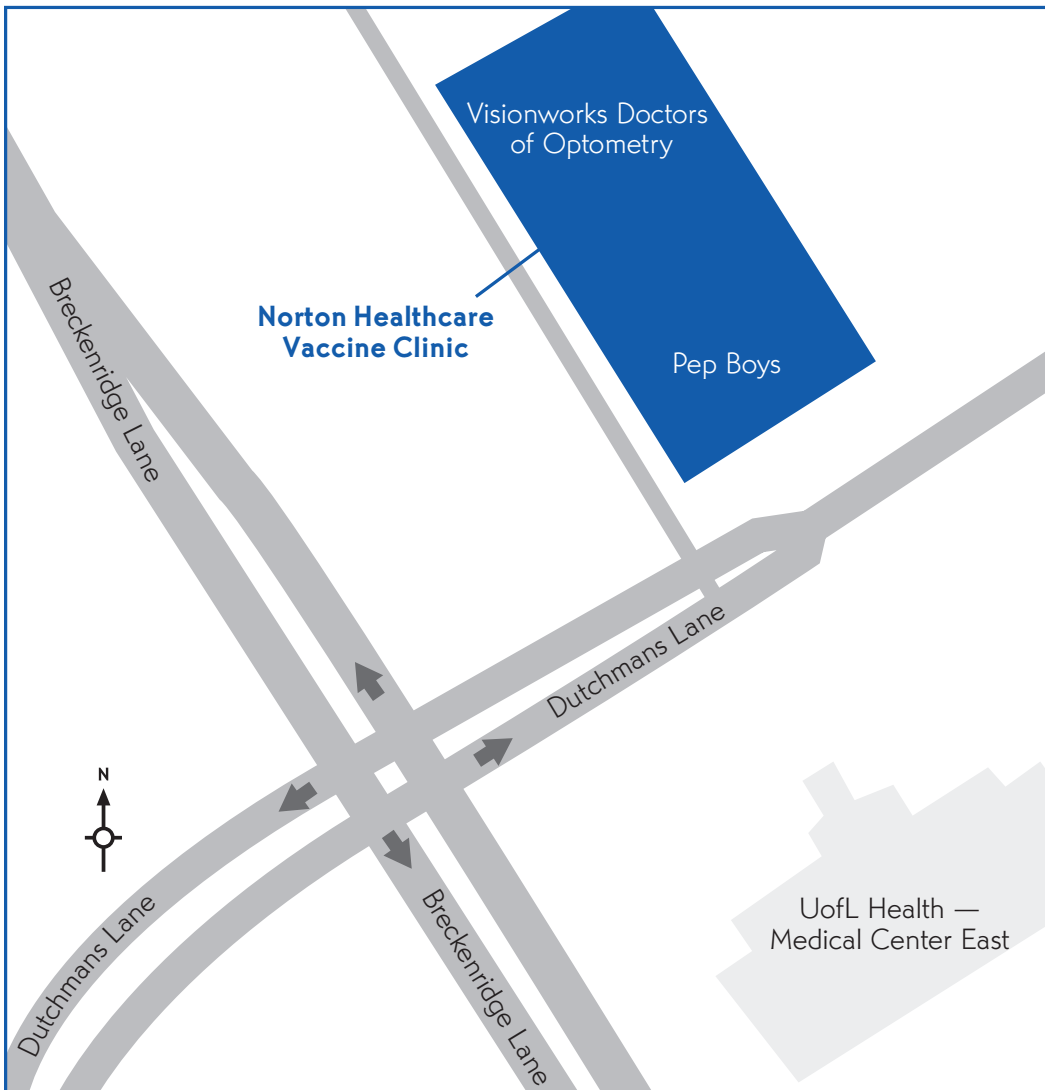 Visionworks Doctors
of Optometry
Norton Healthcare
Vaccine Clinic
Pep Boys
Breckenridge Lane
Dutchmans Lane
N
UofL Health —
Medical Center East
Dutchmans Lane
Breckenridge Lane